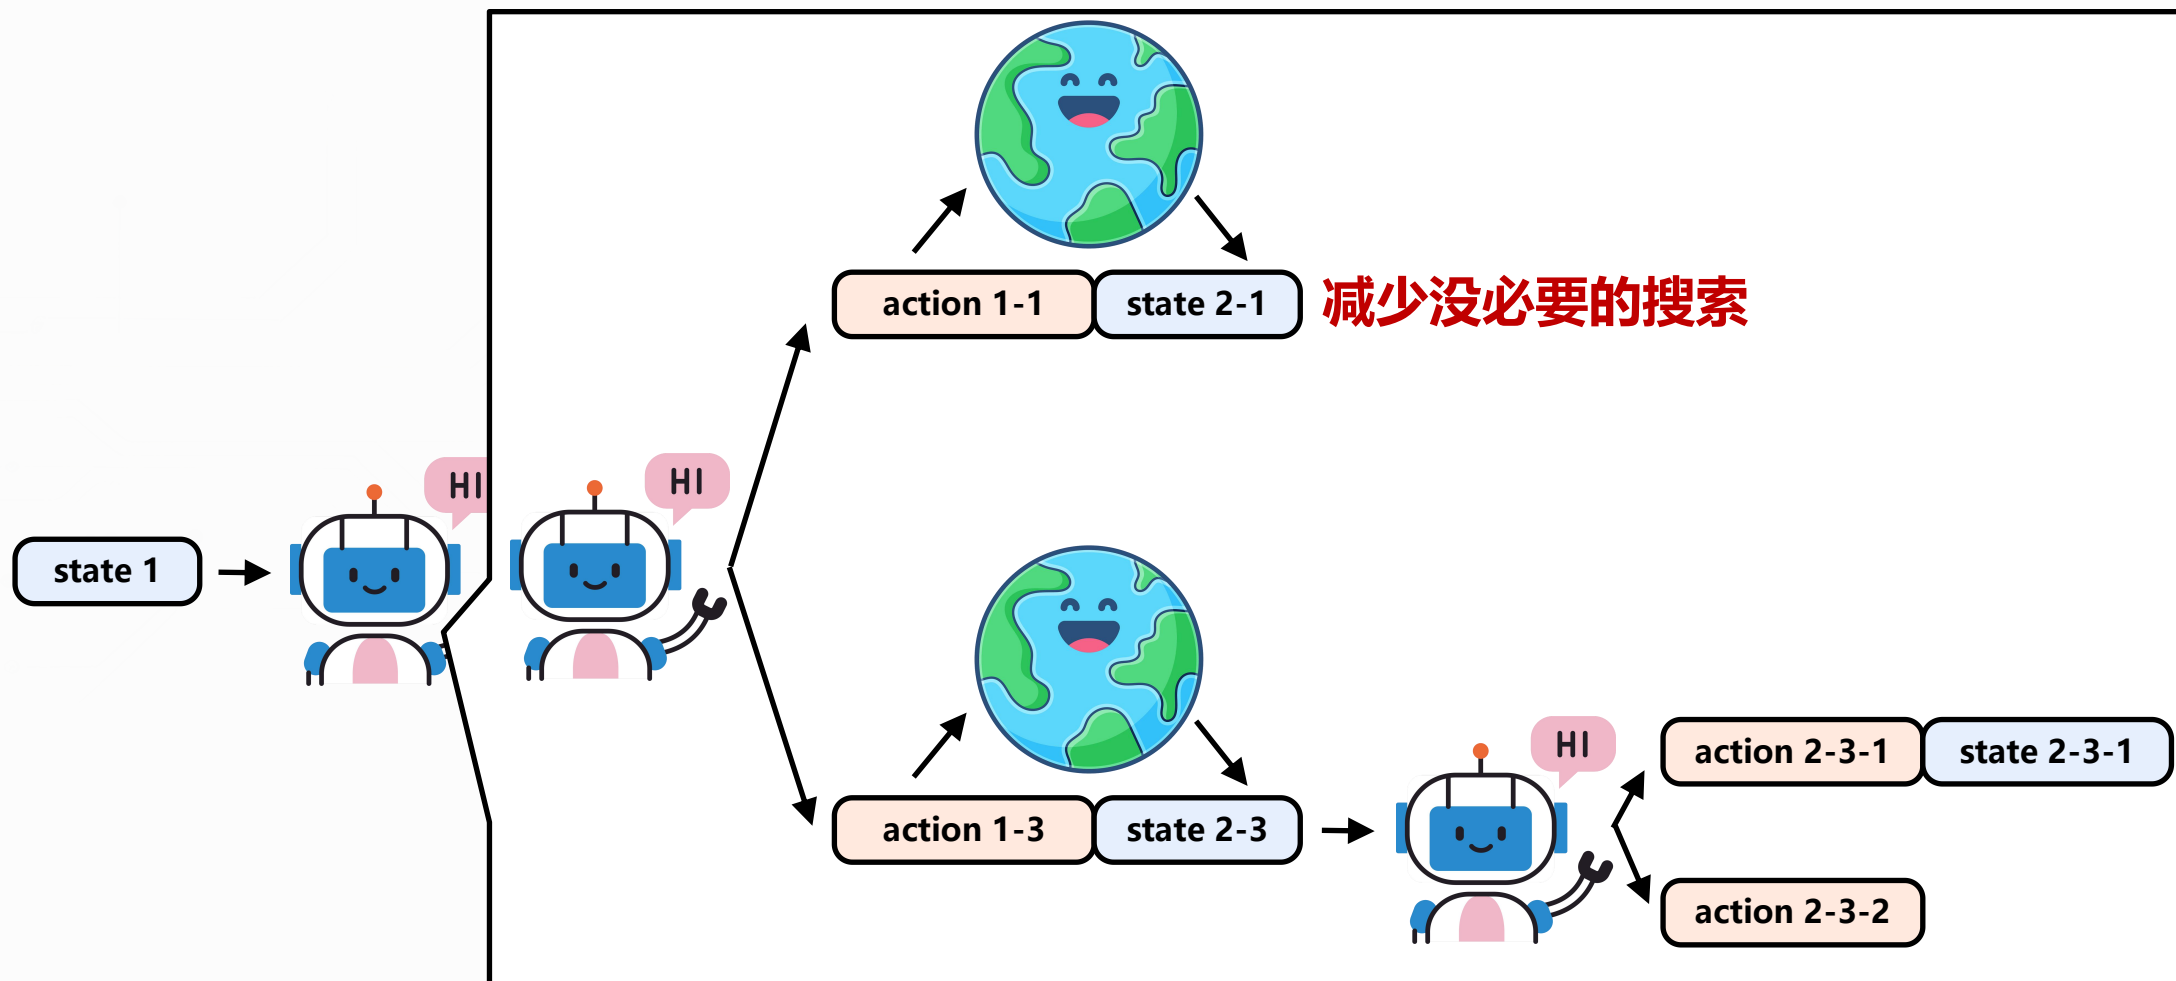 action 1-1
state 2-1
减少没必要的搜索
HI
HI
state 1
HI
action 2-3-1
state 2-3-1
action 1-3
state 2-3
action 2-3-2